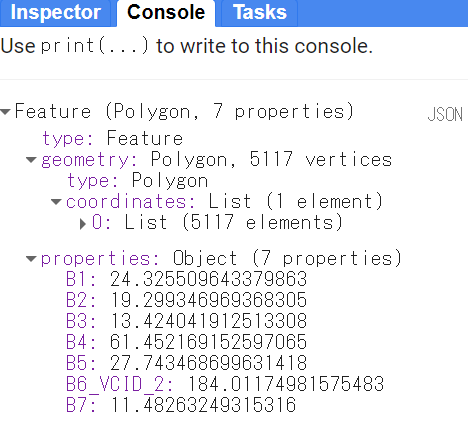 Inspector Console Tasks
Use print(...) to write to this console.
Feature (Polygon, 7 properties) JSON
type: Feature
geometry: Polygon, 5117 vertices
type: Polygon
coordinates: List (1 element)
0: List (5117 elements)
properties: Object (7 properties)
B1: 24.325509643379863
B2: 19.299346969368305
B3: 13.424041912513308
B4: 61.452169152597065
B5: 27.743468699631418
B6_VCID_2: 184.01174981575483
B7: 11.48263249315316